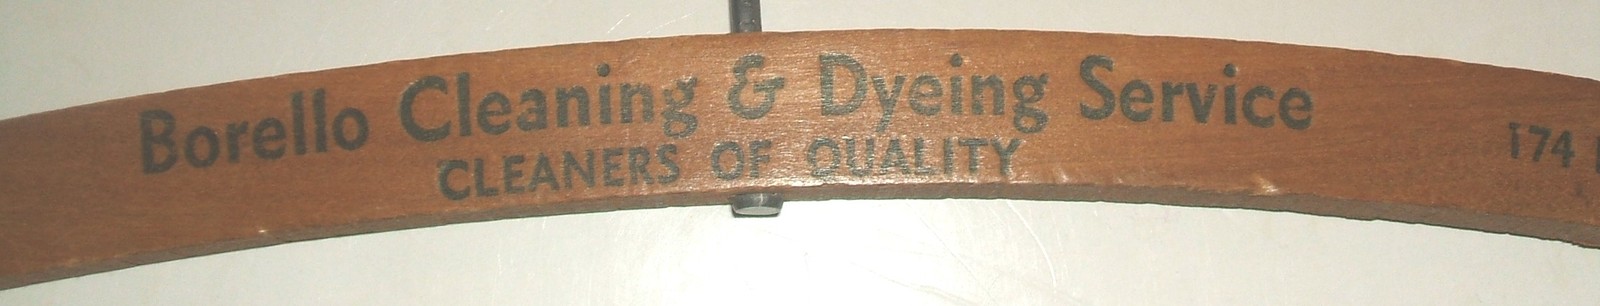 Borello Cleaning & Dyeing Service
CLEANERS OF QUALITY
174